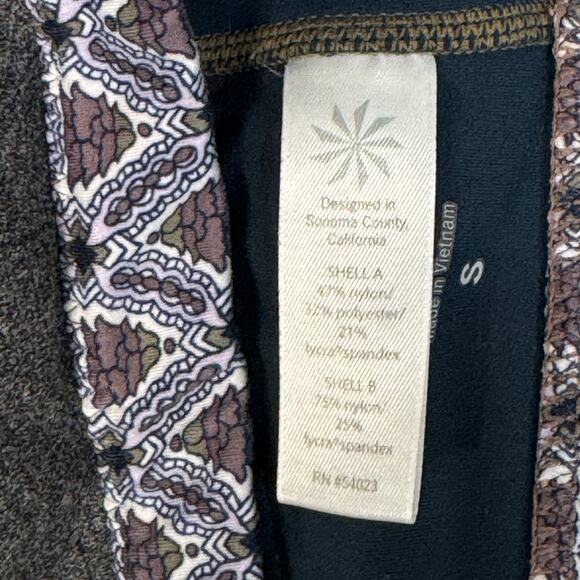 Designed in
Sonoma County,
California
SHELL A
47% nylon/
32% polyester/
21%
lycra®spandex
SHELL B
75% nylon/
25%
lycra®spandex
RN #54023
Made in Vietnam
S